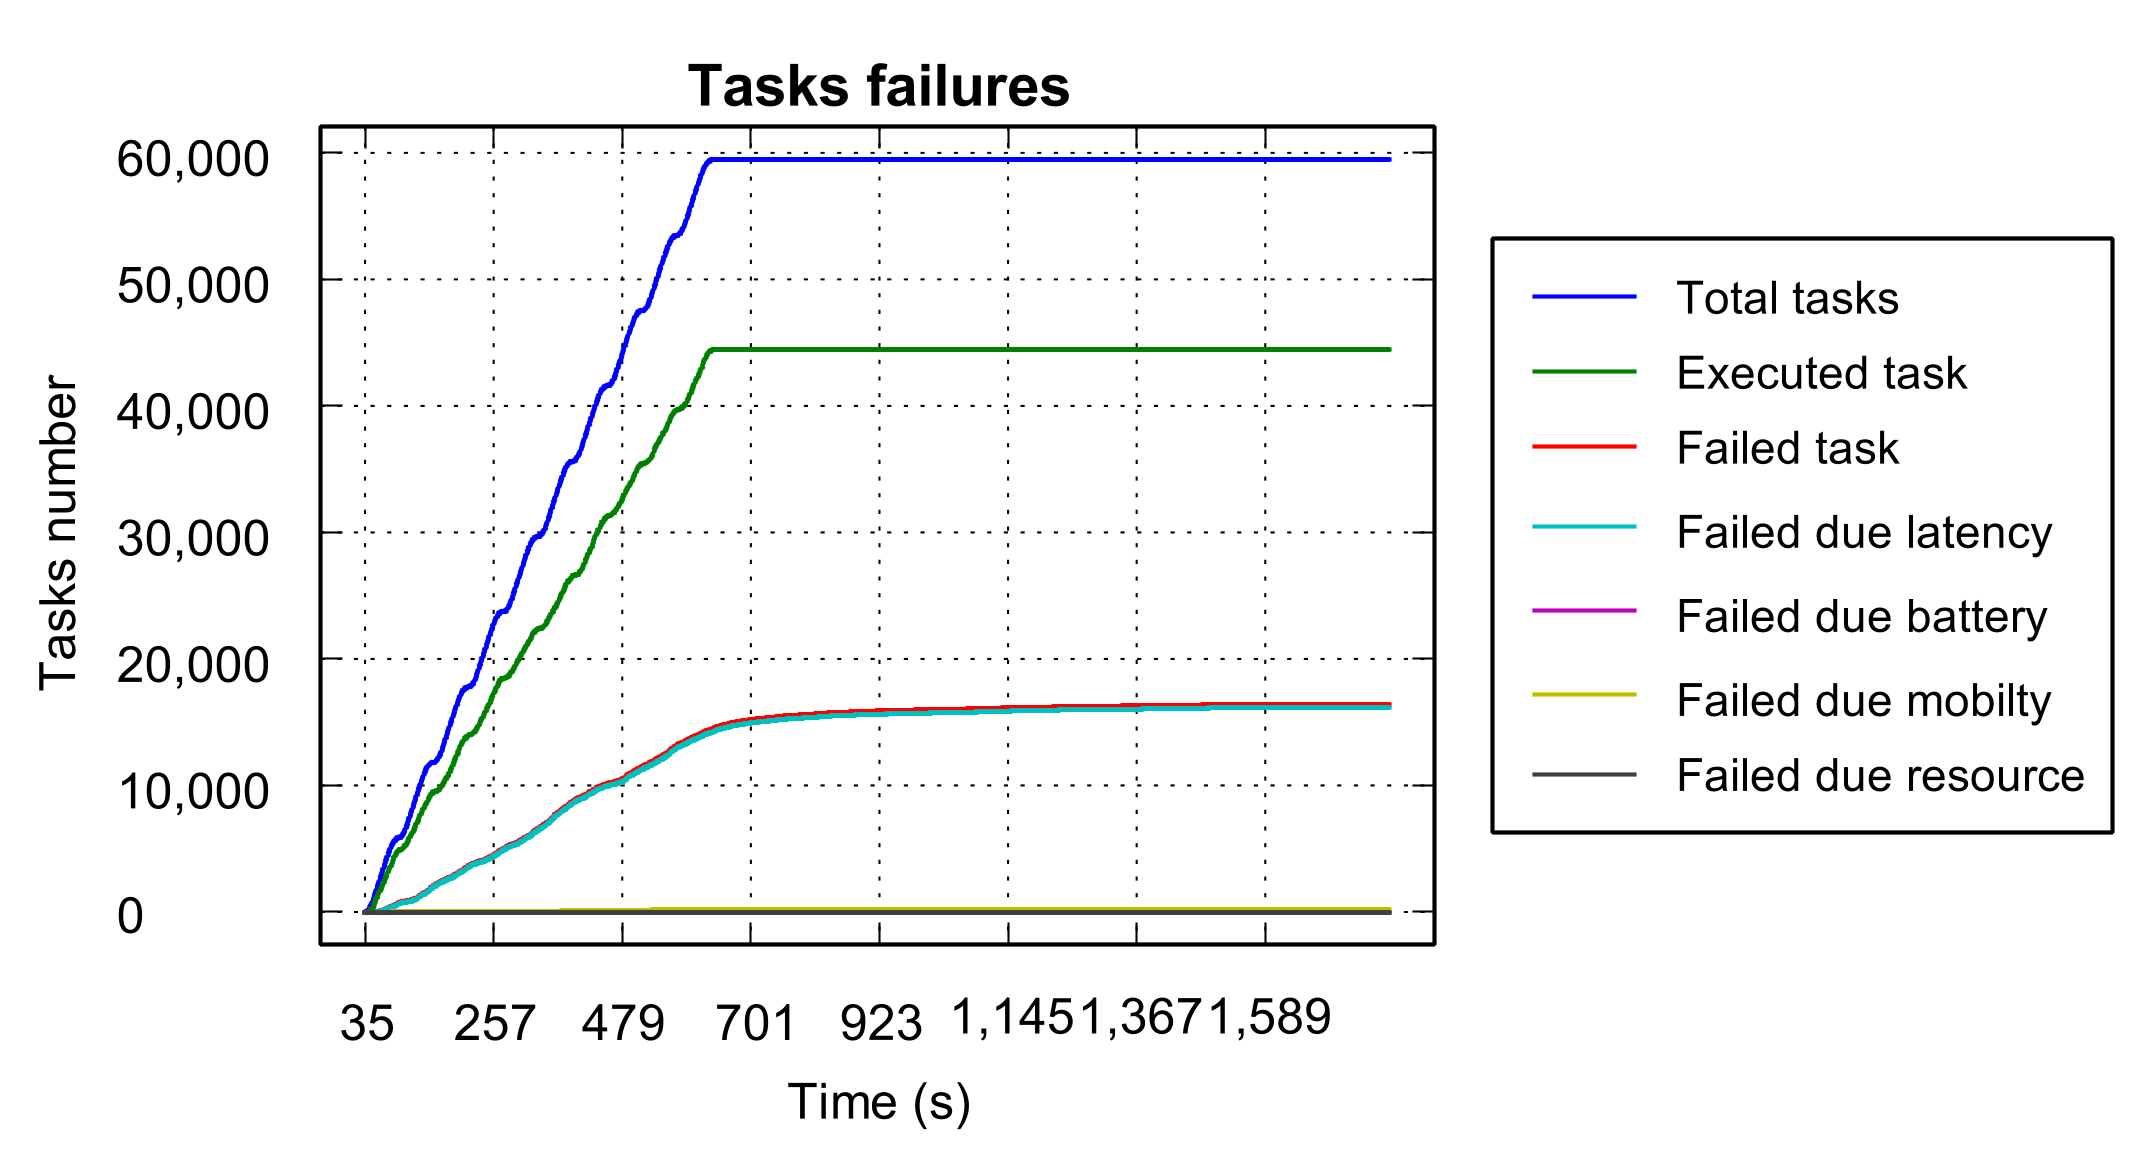 Tasks failures
60,000
50,000
40,000
30,000
20,000
10,000
0
Tasks number
35 257 479 701 923 1,145 1,367 1,589
Time (s)
Total tasks
Executed task
Failed task
Failed due latency
Failed due battery
Failed due mobilty
Failed due resource